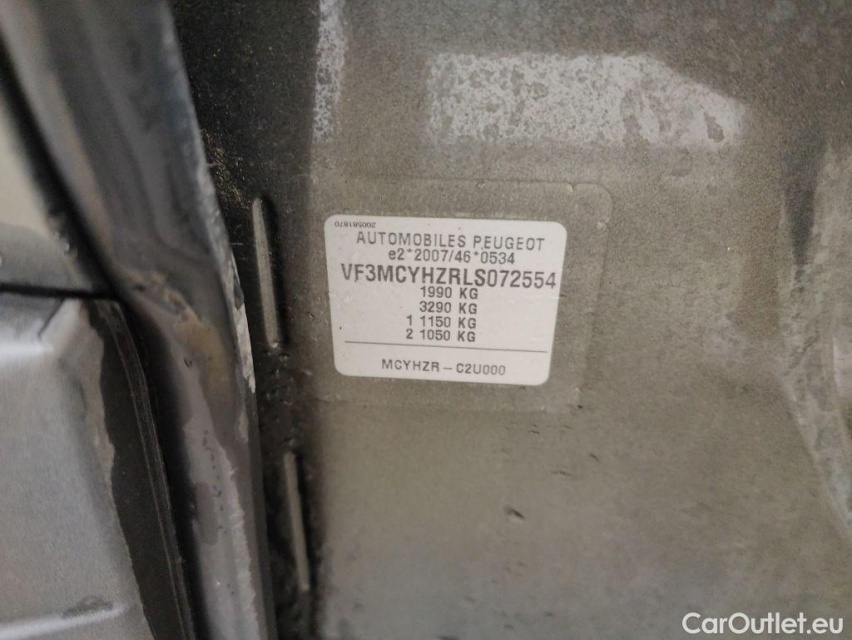 20081670
AUTOMOBILES PEUGEOT
e2*2007/46*0534
VF3MCYHZRLS072554
1990 KG
3290 KG
1 1150 KG
2 1050 KG
MCYHZR - C2U000
CarOutlet.eu